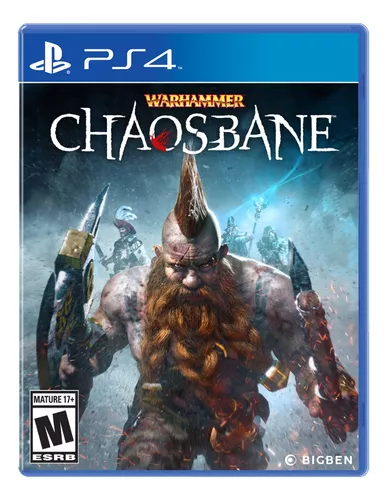 PS4
WARHAMMER
CHAOSBANE
MATURE 17+
M
ESRB
BIGBEN